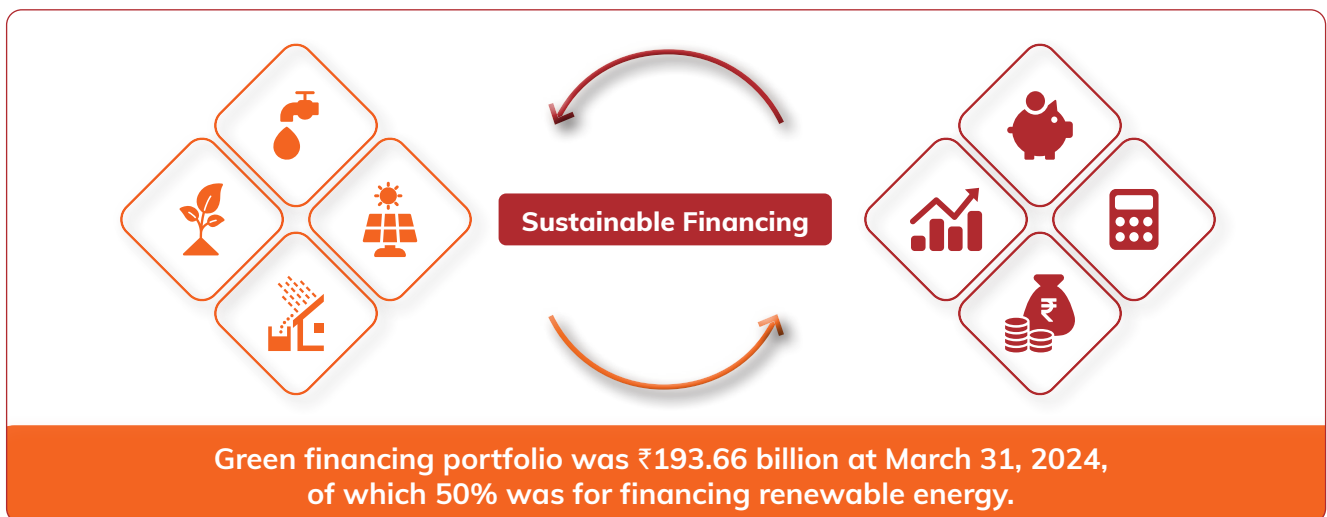 Sustainable Financing
₹
Green financing portfolio was ₹193.66 billion at March 31, 2024,
of which 50% was for financing renewable energy.